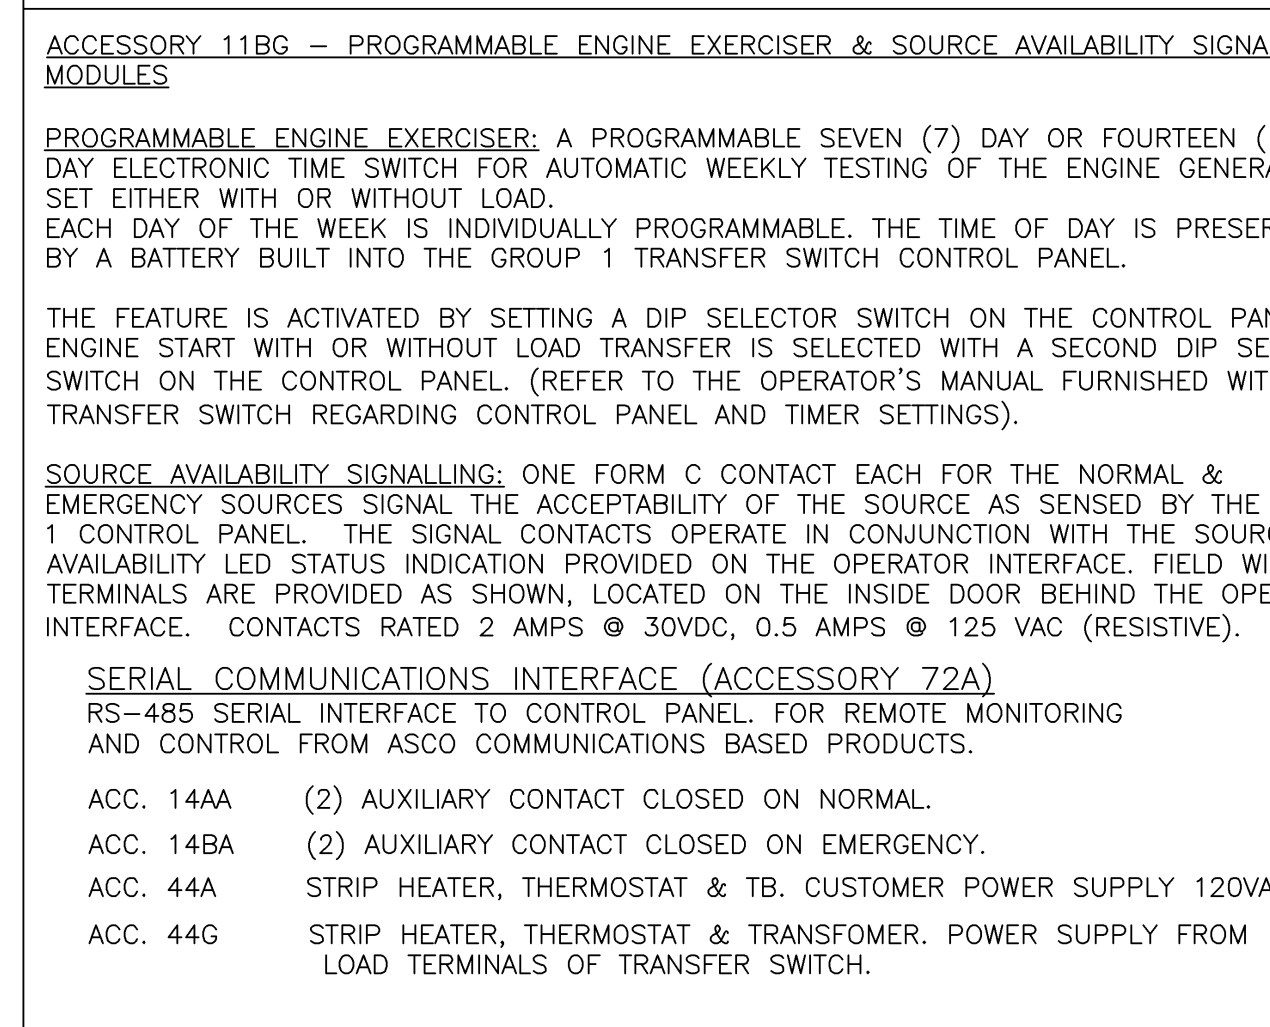 ACCESSORY 11BG – PROGRAMMABLE ENGINE EXERCISER & SOURCE AVAILABILITY SIGNA
MODULES
PROGRAMMABLE ENGINE EXERCISER: A PROGRAMMABLE SEVEN (7) DAY OR FOURTEEN (
DAY ELECTRONIC TIME SWITCH FOR AUTOMATIC WEEKLY TESTING OF THE ENGINE GENERA
SET EITHER WITH OR WITHOUT LOAD.
EACH DAY OF THE WEEK IS INDIVIDUALLY PROGRAMMABLE. THE TIME OF DAY IS PRESER
BY A BATTERY BUILT INTO THE GROUP 1 TRANSFER SWITCH CONTROL PANEL.
THE FEATURE IS ACTIVATED BY SETTING A DIP SELECTOR SWITCH ON THE CONTROL PAN
ENGINE START WITH OR WITHOUT LOAD TRANSFER IS SELECTED WITH A SECOND DIP SE
SWITCH ON THE CONTROL PANEL. (REFER TO THE OPERATOR'S MANUAL FURNISHED WIT
TRANSFER SWITCH REGARDING CONTROL PANEL AND TIMER SETTINGS).
SOURCE AVAILABILITY SIGNALLING: ONE FORM C CONTACT EACH FOR THE NORMAL &
EMERGENCY SOURCES SIGNAL THE ACCEPTABILITY OF THE SOURCE AS SENSED BY THE
1 CONTROL PANEL. THE SIGNAL CONTACTS OPERATE IN CONJUNCTION WITH THE SOURC
AVAILABILITY LED STATUS INDICATION PROVIDED ON THE OPERATOR INTERFACE. FIELD WI
TERMINALS ARE PROVIDED AS SHOWN, LOCATED ON THE INSIDE DOOR BEHIND THE OPE
INTERFACE. CONTACTS RATED 2 AMPS @ 30VDC, 0.5 AMPS @ 125 VAC (RESISTIVE).
SERIAL COMMUNICATIONS INTERFACE (ACCESSORY 72A)
RS–485 SERIAL INTERFACE TO CONTROL PANEL. FOR REMOTE MONITORING
AND CONTROL FROM ASCO COMMUNICATIONS BASED PRODUCTS.
ACC. 14AA (2) AUXILIARY CONTACT CLOSED ON NORMAL.
ACC. 14BA (2) AUXILIARY CONTACT CLOSED ON EMERGENCY.
ACC. 44A STRIP HEATER, THERMOSTAT & TB. CUSTOMER POWER SUPPLY 120VA
ACC. 44G STRIP HEATER, THERMOSTAT & TRANSFOMER. POWER SUPPLY FROM
LOAD TERMINALS OF TRANSFER SWITCH.